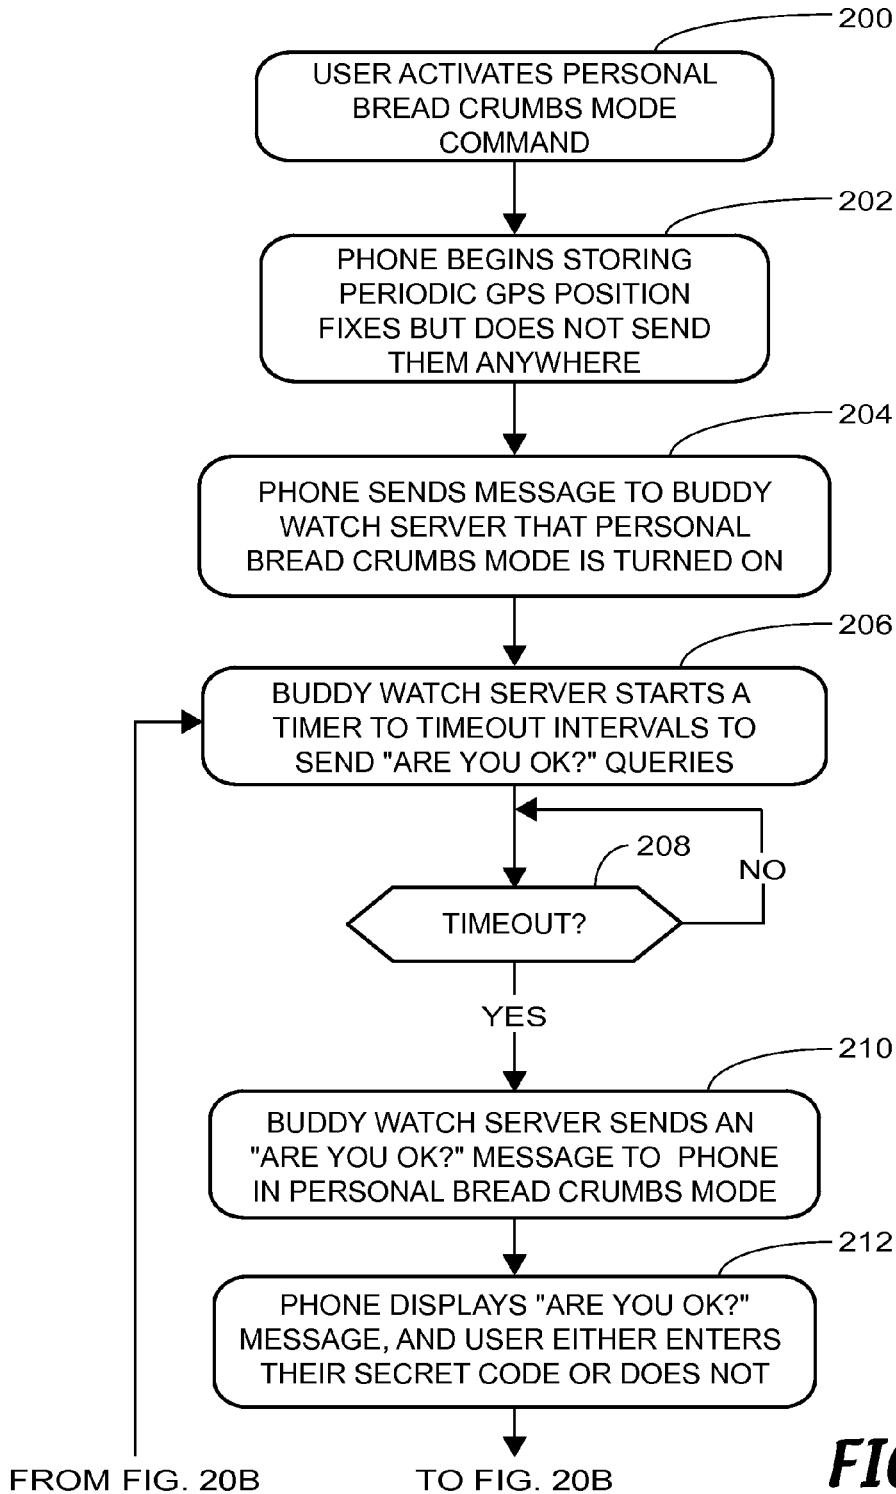 200
USER ACTIVATES PERSONAL
BREAD CRUMBS MODE
COMMAND
202
PHONE BEGINS STORING
PERIODIC GPS POSITION
FIXES BUT DOES NOT SEND
THEM ANYWHERE
204
PHONE SENDS MESSAGE TO BUDDY
WATCH SERVER THAT PERSONAL
BREAD CRUMBS MODE IS TURNED ON
206
BUDDY WATCH SERVER STARTS A
TIMER TO TIMEOUT INTERVALS TO
SEND "ARE YOU OK?" QUERIES
208
NO
TIMEOUT?
YES
210
BUDDY WATCH SERVER SENDS AN
"ARE YOU OK?" MESSAGE TO PHONE
IN PERSONAL BREAD CRUMBS MODE
212
PHONE DISPLAYS "ARE YOU OK?"
MESSAGE, AND USER EITHER ENTERS
THEIR SECRET CODE OR DOES NOT
FROM FIG. 20B
TO FIG. 20B